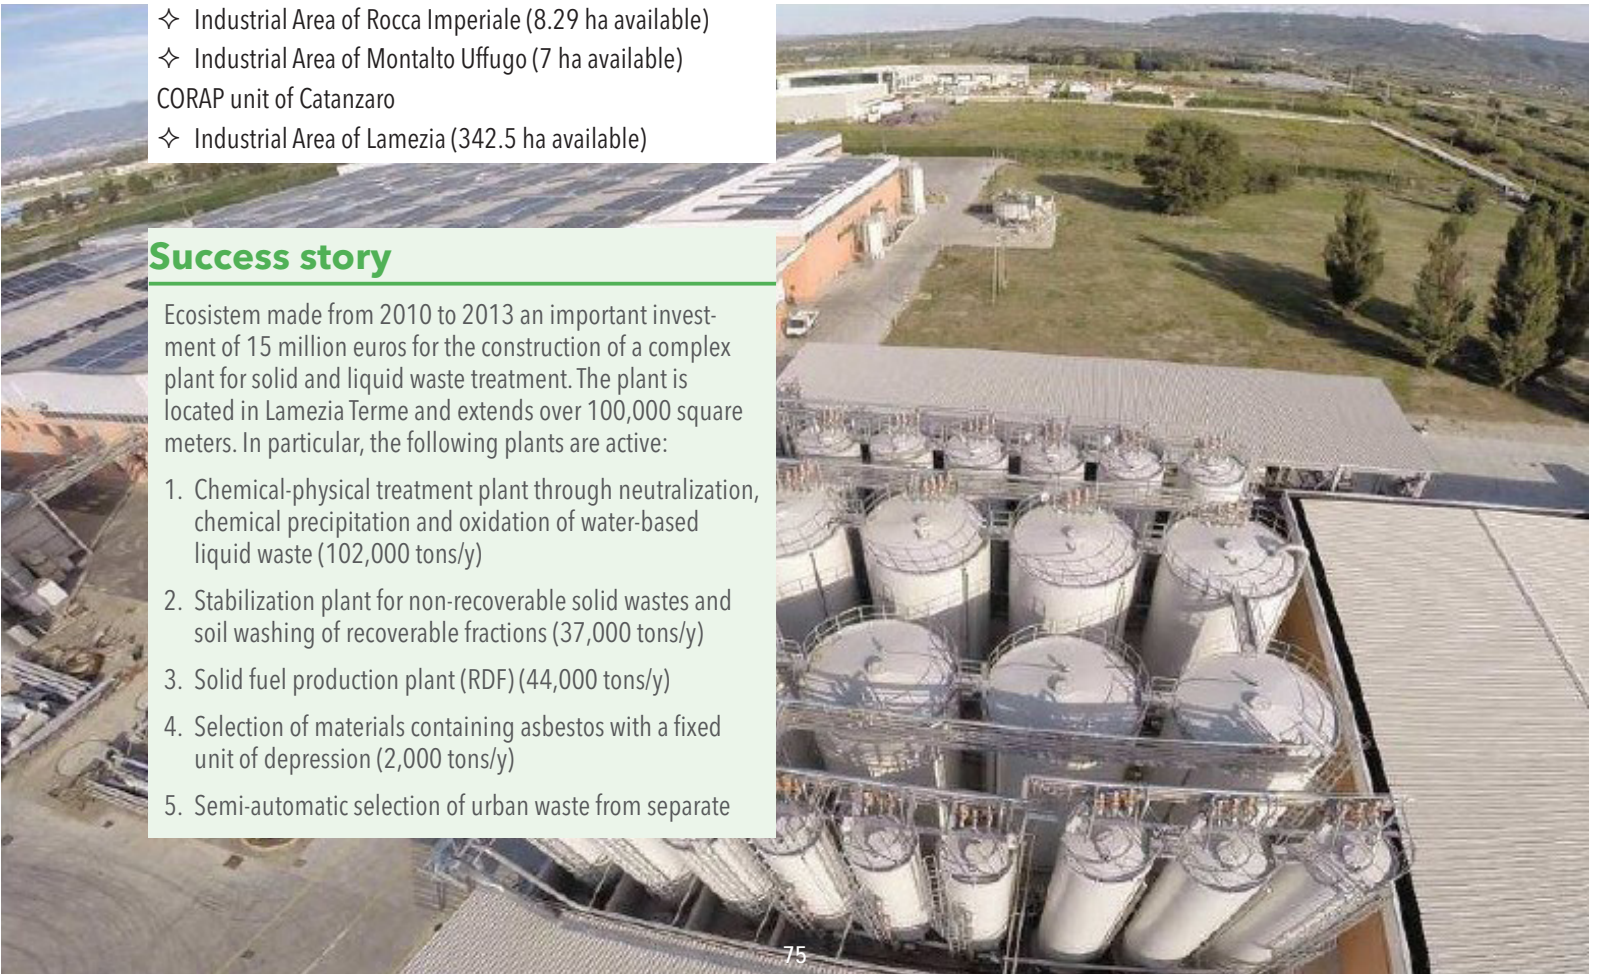 ✧ Industrial Area of Rocca Imperiale (8.29 ha available)
✧ Industrial Area of Montalto Uffugo (7 ha available)
CORAP unit of Catanzaro
✧ Industrial Area of Lamezia (342.5 ha available)
Success story
Ecosistem made from 2010 to 2013 an important invest-
ment of 15 million euros for the construction of a complex
plant for solid and liquid waste treatment. The plant is
located in Lamezia Terme and extends over 100,000 square
meters. In particular, the following plants are active:
1. Chemical-physical treatment plant through neutralization,
chemical precipitation and oxidation of water-based
liquid waste (102,000 tons/y)
2. Stabilization plant for non-recoverable solid wastes and
soil washing of recoverable fractions (37,000 tons/y)
3. Solid fuel production plant (RDF) (44,000 tons/y)
4. Selection of materials containing asbestos with a fixed
unit of depression (2,000 tons/y)
5. Semi-automatic selection of urban waste from separate
75